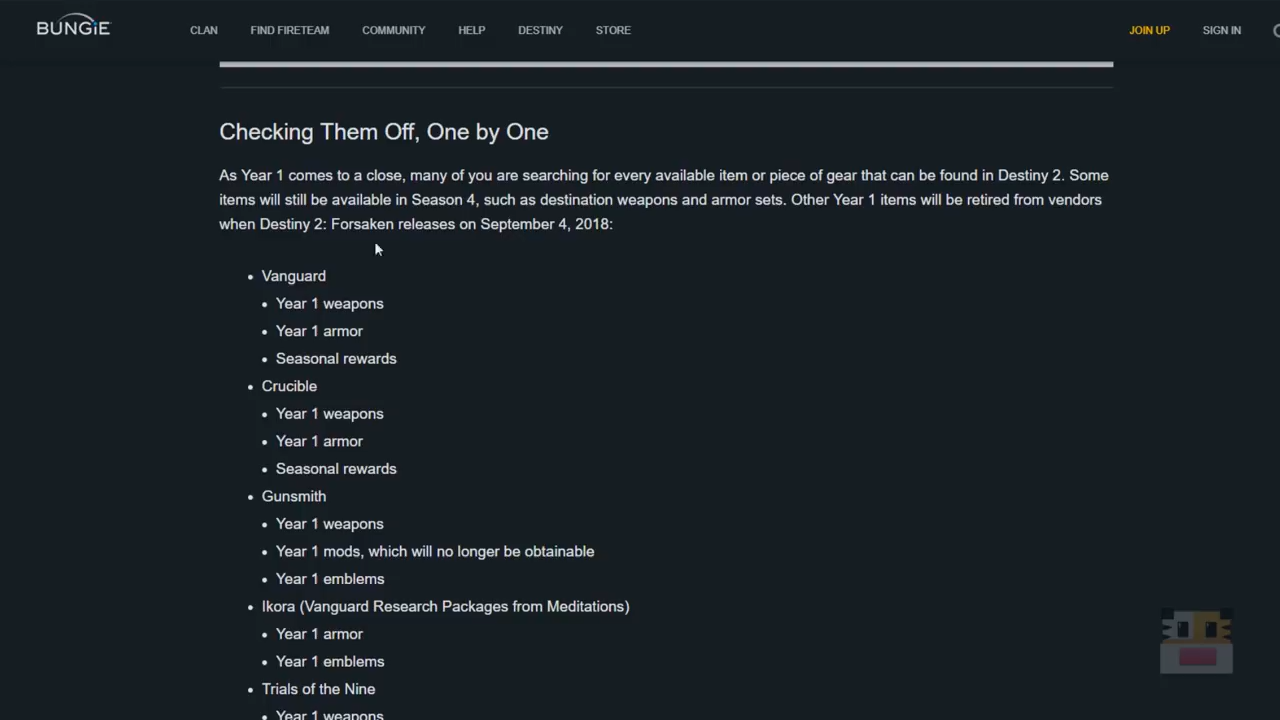 BUNGiE CLAN FIND FIRETEAM COMMUNITY HELP DESTINY STORE JOIN UP SIGN IN
Checking Them Off, One by One
As Year 1 comes to a close, many of you are searching for every available item or piece of gear that can be found in Destiny 2. Some
items will still be available in Season 4, such as destination weapons and armor sets. Other Year 1 items will be retired from vendors
when Destiny 2: Forsaken releases on September 4, 2018:
• Vanguard
• Year 1 weapons
• Year 1 armor
• Seasonal rewards
• Crucible
• Year 1 weapons
• Year 1 armor
• Seasonal rewards
• Gunsmith
• Year 1 weapons
• Year 1 mods, which will no longer be obtainable
• Year 1 emblems
• Ikora (Vanguard Research Packages from Meditations)
• Year 1 armor
• Year 1 emblems
• Trials of the Nine
• Year 1 weapons